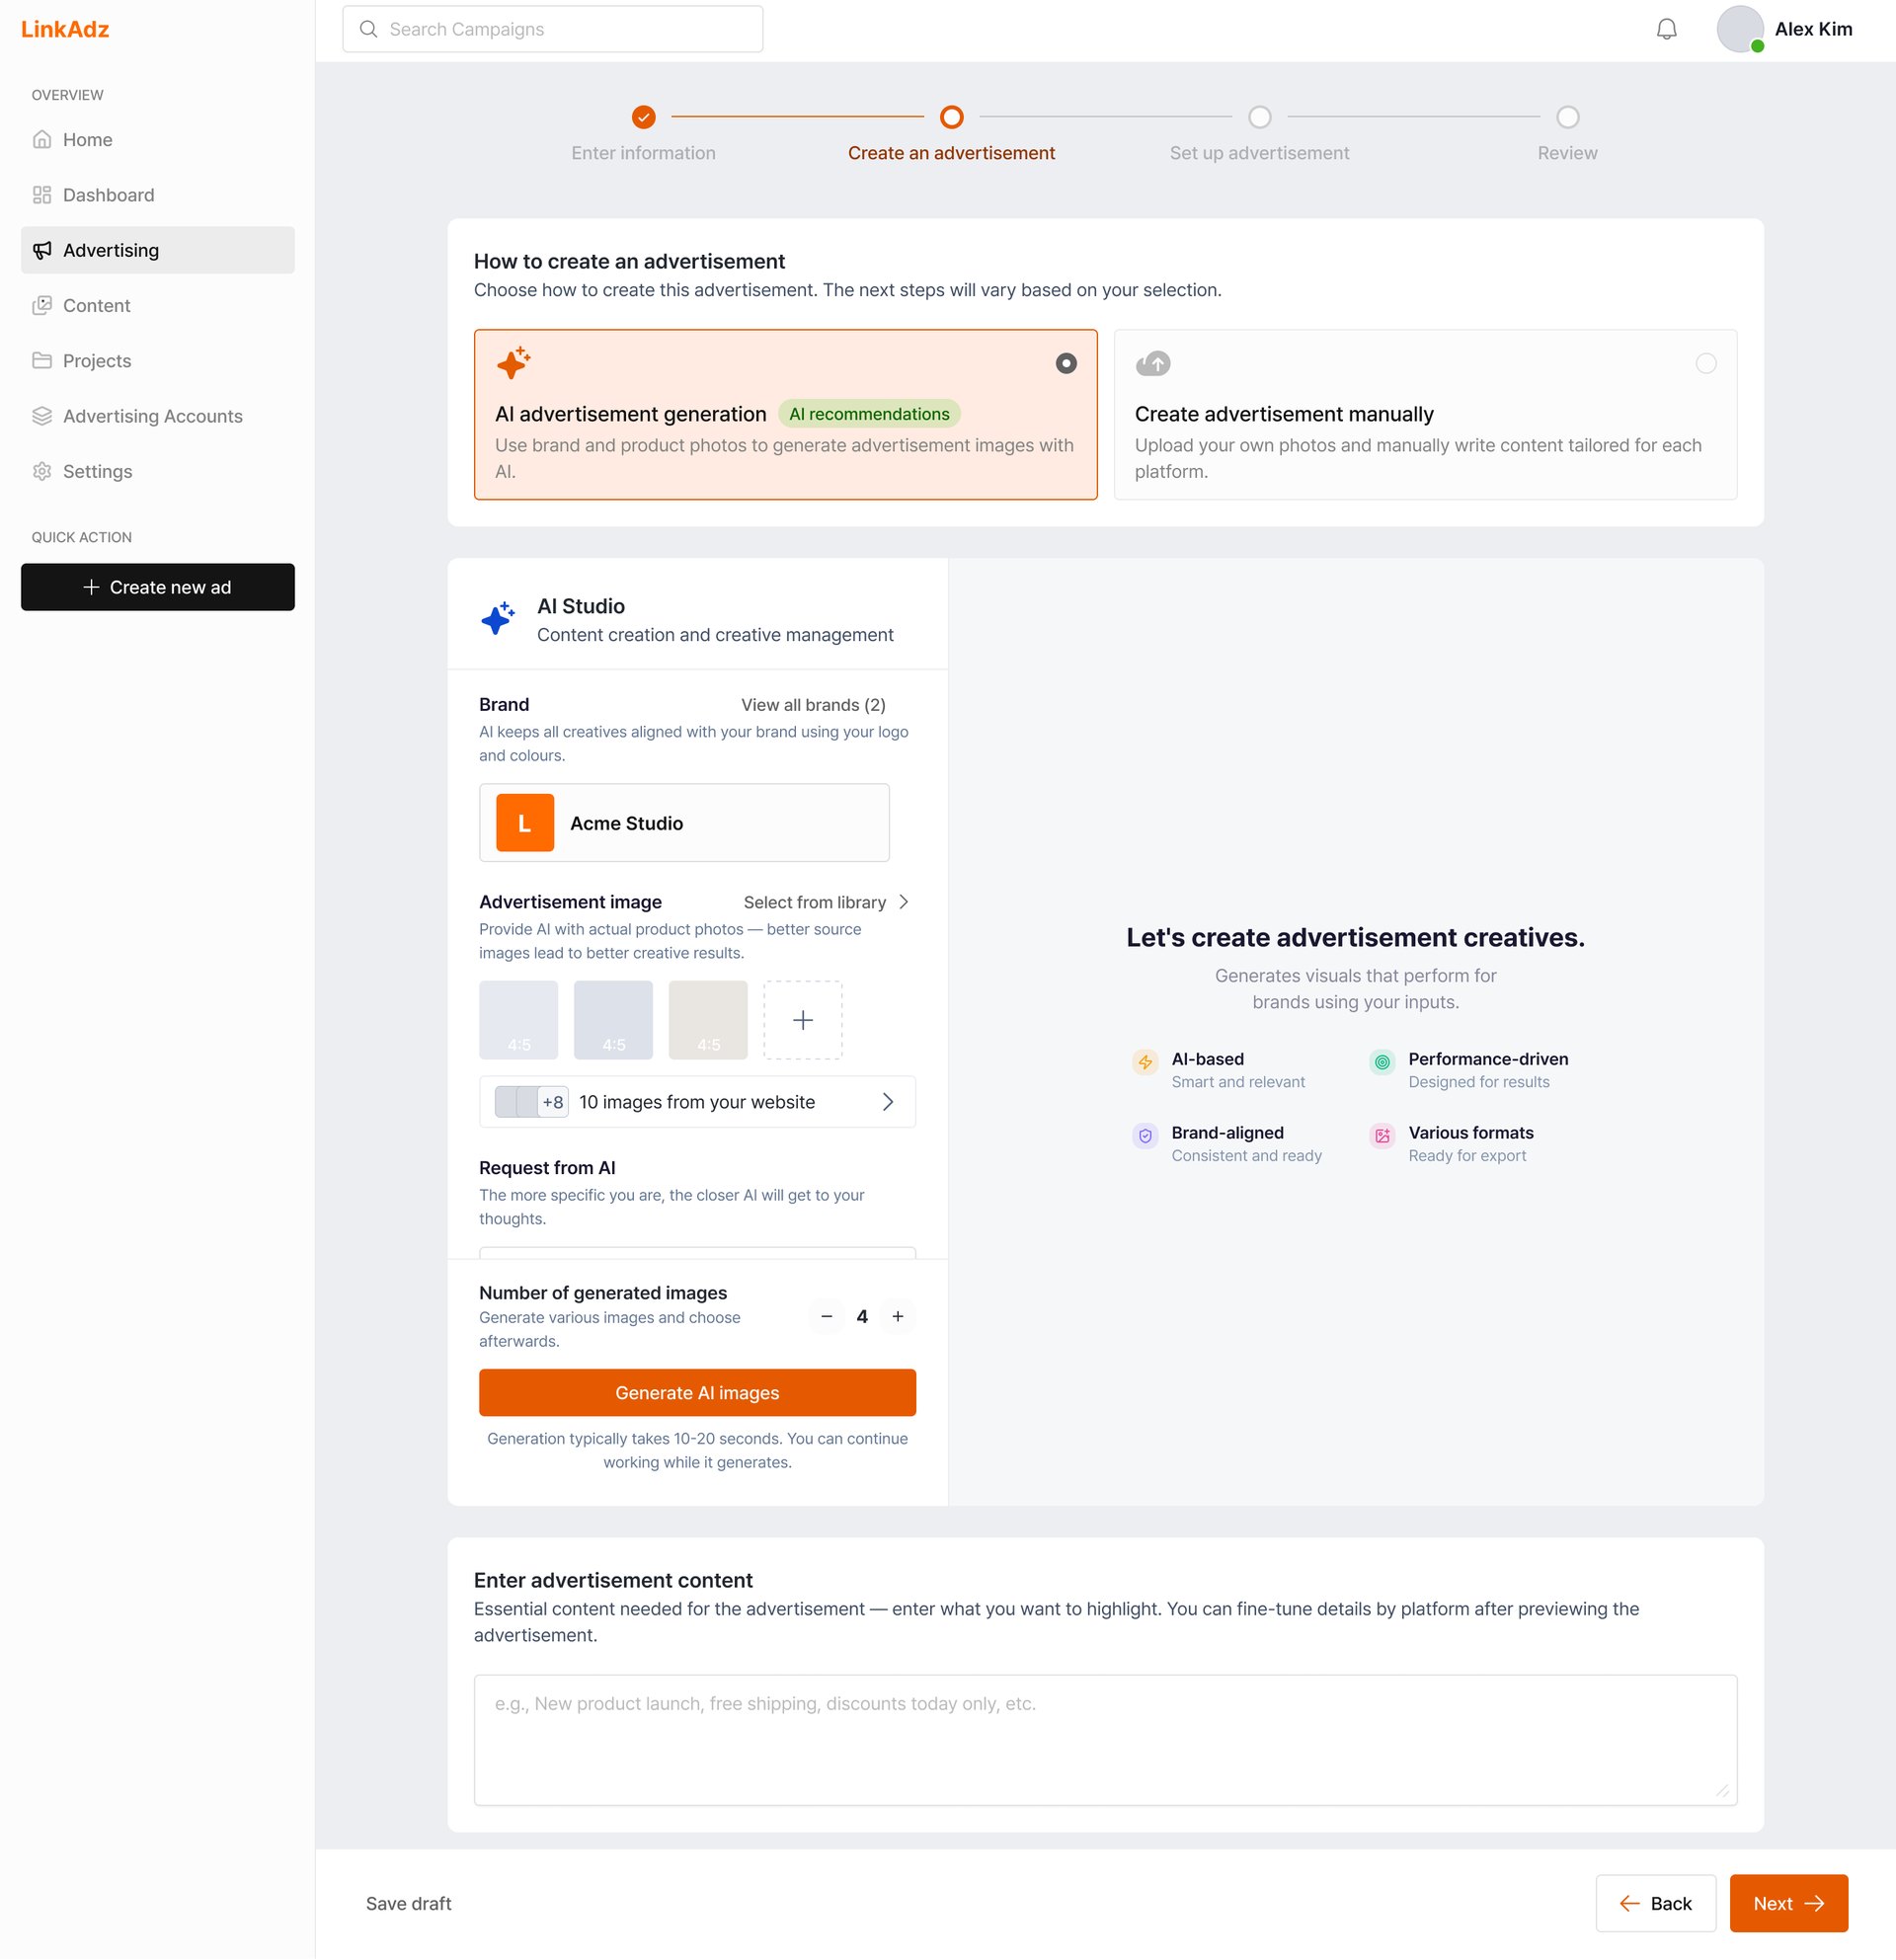 LinkAdz
Search Campaigns
Alex Kim
OVERVIEW
Home
Dashboard
Advertising
Content
Projects
Advertising Accounts
Settings
QUICK ACTION
Create new ad
Enter information
Create an advertisement
Set up advertisement
Review
How to create an advertisement
Choose how to create this advertisement. The next steps will vary based on your selection.
AI advertisement generation
AI recommendations
Use brand and product photos to generate advertisement images with
AI.
Create advertisement manually
Upload your own photos and manually write content tailored for each
platform.
AI Studio
Content creation and creative management
Brand
View all brands (2)
AI keeps all creatives aligned with your brand using your logo
and colours.
L
Acme Studio
Advertisement image
Select from library
Provide AI with actual product photos — better source
images lead to better creative results.
4:5
4:5
4:5
+8
10 images from your website
Request from AI
The more specific you are, the closer AI will get to your
thoughts.
Number of generated images
Generate various images and choose
afterwards.
4
Generate AI images
Generation typically takes 10-20 seconds. You can continue
working while it generates.
Let's create advertisement creatives.
Generates visuals that perform for
brands using your inputs.
AI-based
Smart and relevant
Performance-driven
Designed for results
Brand-aligned
Consistent and ready
Various formats
Ready for export
Enter advertisement content
Essential content needed for the advertisement — enter what you want to highlight. You can fine-tune details by platform after previewing the
advertisement.
e.g., New product launch, free shipping, discounts today only, etc.
Save draft
Back
Next